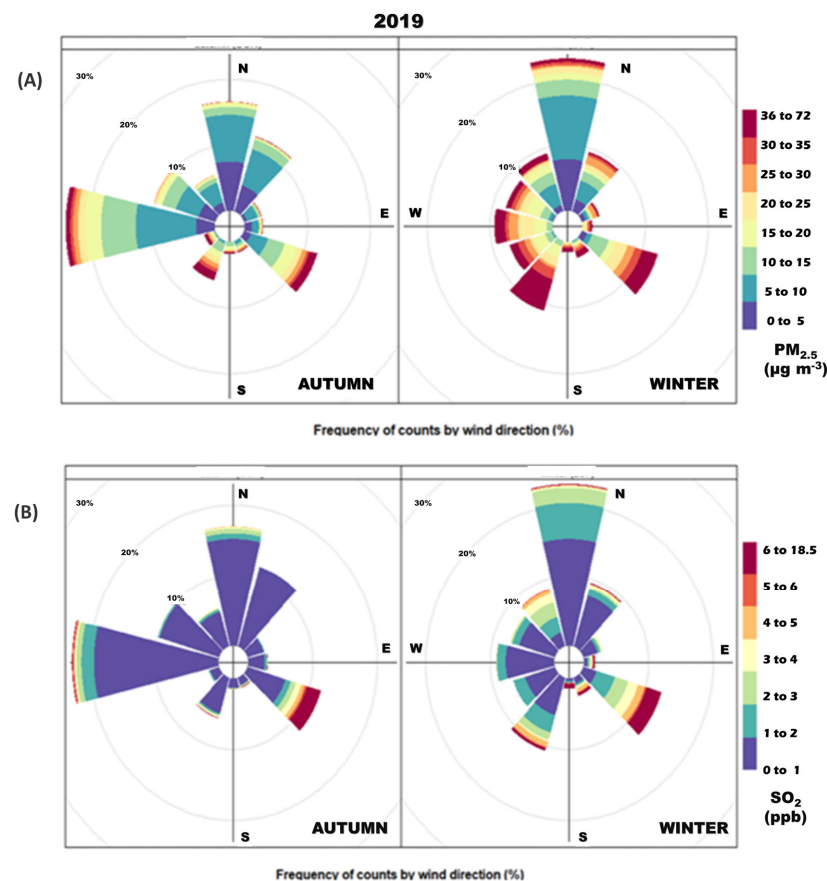 2019
(A)
N
30%
20%
10%
E
S
AUTUMN
N
30%
20%
10%
W
E
S
WINTER
36 to 72
30 to 35
25 to 30
20 to 25
15 to 20
10 to 15
5 to 10
0 to 5
PM2.5
(µg m-3)
Frequency of counts by wind direction (%)
(B)
N
30%
20%
10%
E
S
AUTUMN
N
30%
20%
10%
W
E
S
WINTER
6 to 18.5
5 to 6
4 to 5
3 to 4
2 to 3
1 to 2
0 to 1
SO2
(ppb)
Frequency of counts by wind direction (%)